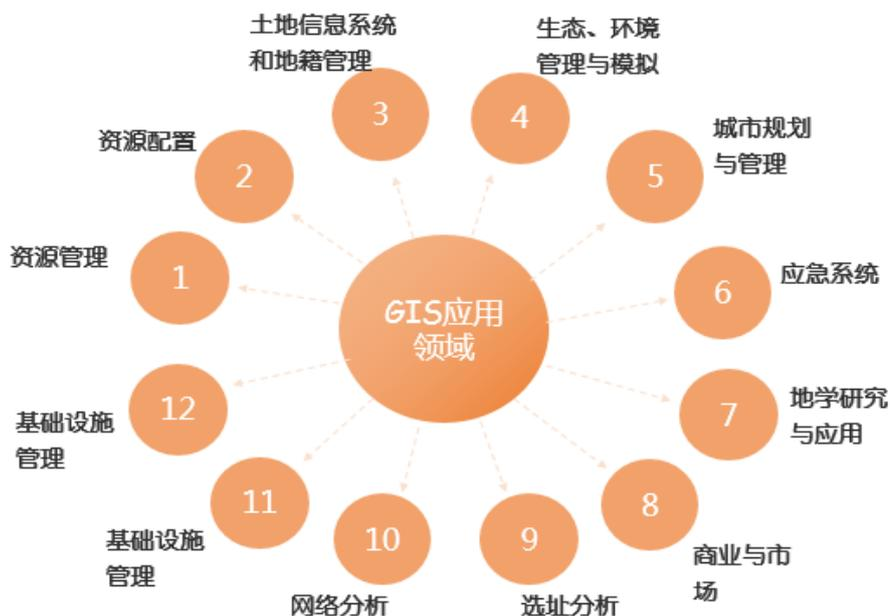 土地信息系统
和地籍管理
生态、环境
管理与模拟
3
4
资源配置
2
城市规划
与管理
5
资源管理
1
GIS应用
领域
6
应急系统
12
基础设施
管理
7
地学研究
与应用
11
基础设施
管理
10
网络分析
9
选址分析
8
商业与市
场